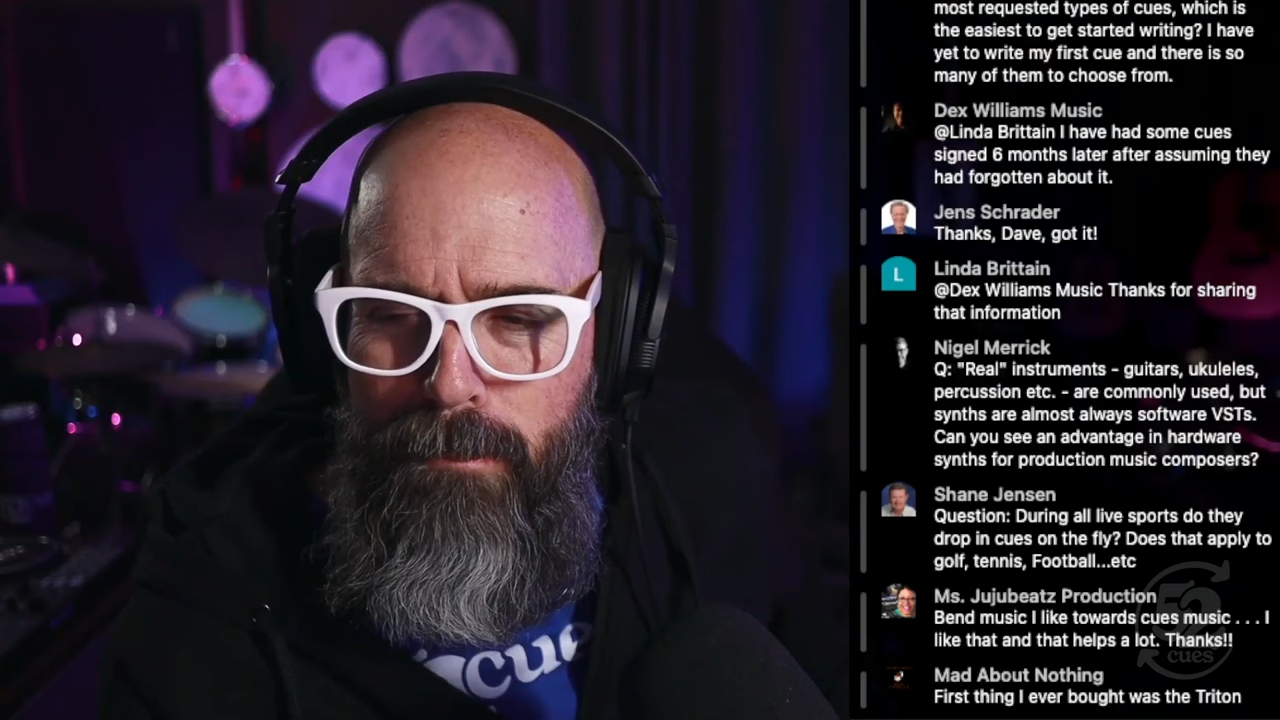 most requested types of cues, which is
the easiest to get started writing? I have
yet to write my first cue and there is so
many of them to choose from.
Dex Williams Music
@Linda Brittain I have had some cues
signed 6 months later after assuming they
had forgotten about it.
Jens Schrader
Thanks, Dave, got it!
L
Linda Brittain
@Dex Williams Music Thanks for sharing
that information
Nigel Merrick
Q: "Real" instruments - guitars, ukuleles,
percussion etc. - are commonly used, but
synths are almost always software VSTs.
Can you see an advantage in hardware
synths for production music composers?
Shane Jensen
Question: During all live sports do they
drop in cues on the fly? Does that apply to
golf, tennis, Football...etc
Ms. Jujubeatz Production
Bend music I like towards cues music . . . I
like that and that helps a lot. Thanks!!
Mad About Nothing
First thing I ever bought was the Triton
52
cues